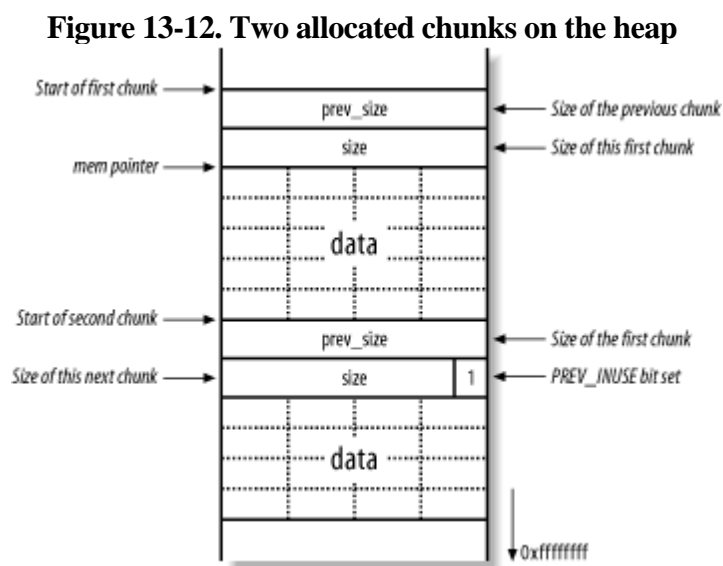 Figure 13-12. Two allocated chunks on the heap
Start of first chunk
prev_size
Size of the previous chunk
size
Size of this first chunk
mem pointer
data
Start of second chunk
prev_size
Size of the first chunk
Size of this next chunk
size
1
PREV_INUSE bit set
data
0xffffffff